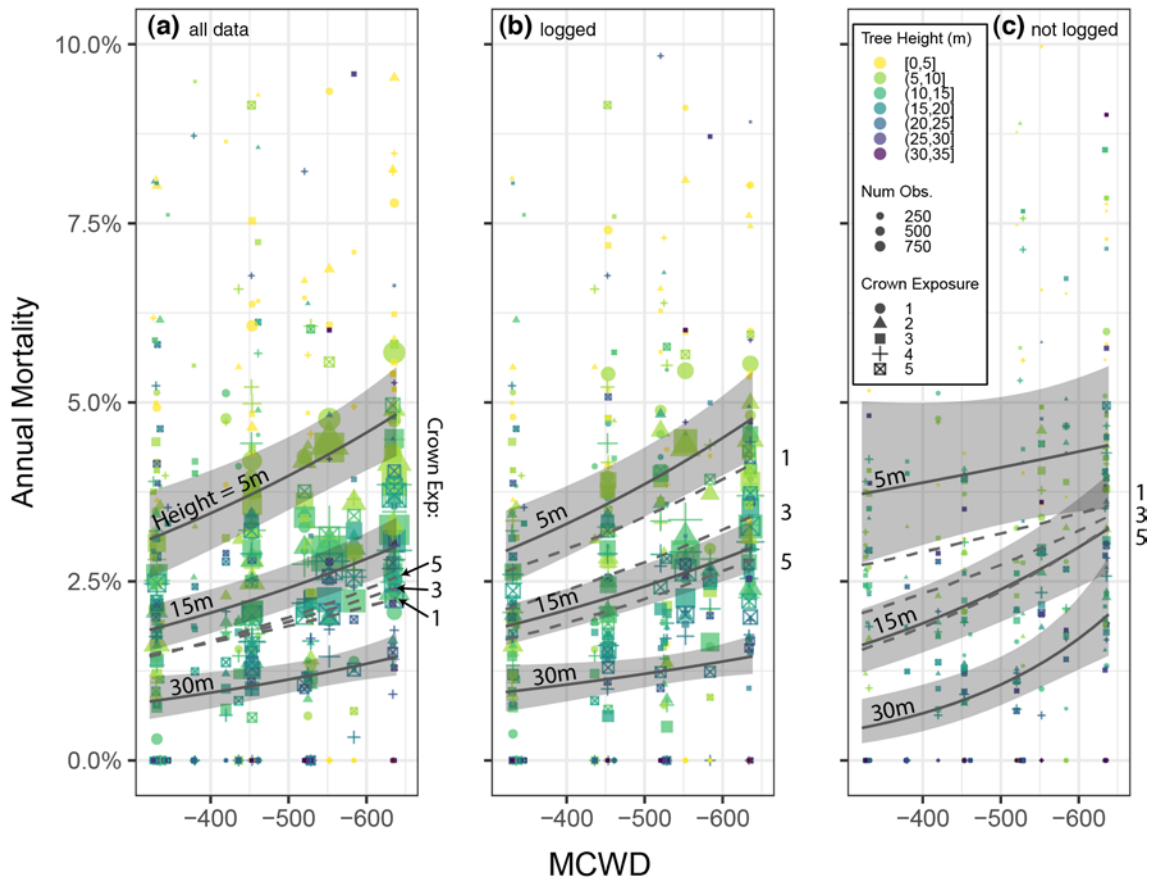 (a) all data
(b) logged
(c) not logged
Annual Mortality
10.0%
7.5%
5.0%
2.5%
0.0%
Height = 5m
15m
30m
Crown Exp:
5
3
1
−400
−500
−600
5m
15m
30m
1
3
5
−400
−500
−600
Tree Height (m)
[0,5]
(5,10]
(10,15]
(15,20]
(20,25]
(25,30]
(30,35]
Num Obs.
250
500
750
Crown Exposure
1
2
3
4
5
5m
15m
30m
1
3
5
−400
−500
−600
MCWD